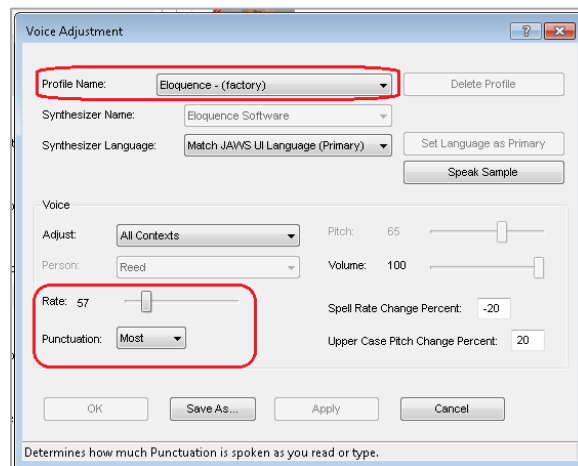 Voice Adjustment
Profile Name: Eloquence - (factory) Delete Profile
Synthesizer Name: Eloquence Software
Synthesizer Language: Match JAWS UI Language (Primary) Set Language as Primary
Speak Sample
Voice
Adjust: All Contexts Pitch: 65
Person: Reed Volume: 100
Rate: 57 Spell Rate Change Percent: -20
Punctuation: Most Upper Case Pitch Change Percent: 20
OK Save As... Apply Cancel
Determines how much Punctuation is spoken as you read or type.